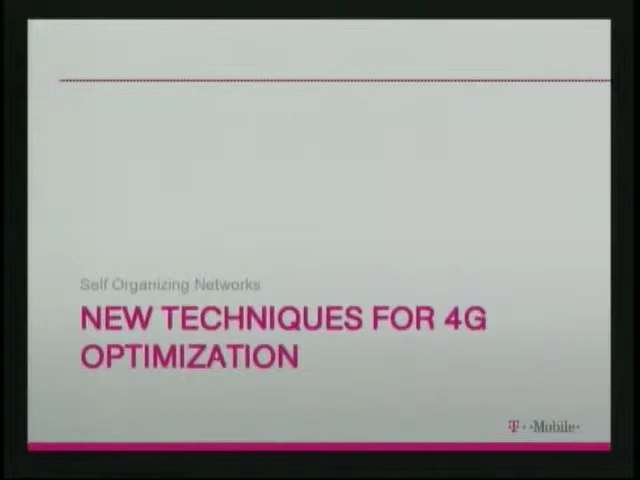 Self Organizing Networks
NEW TECHNIQUES FOR 4G
OPTIMIZATION
T··Mobile·